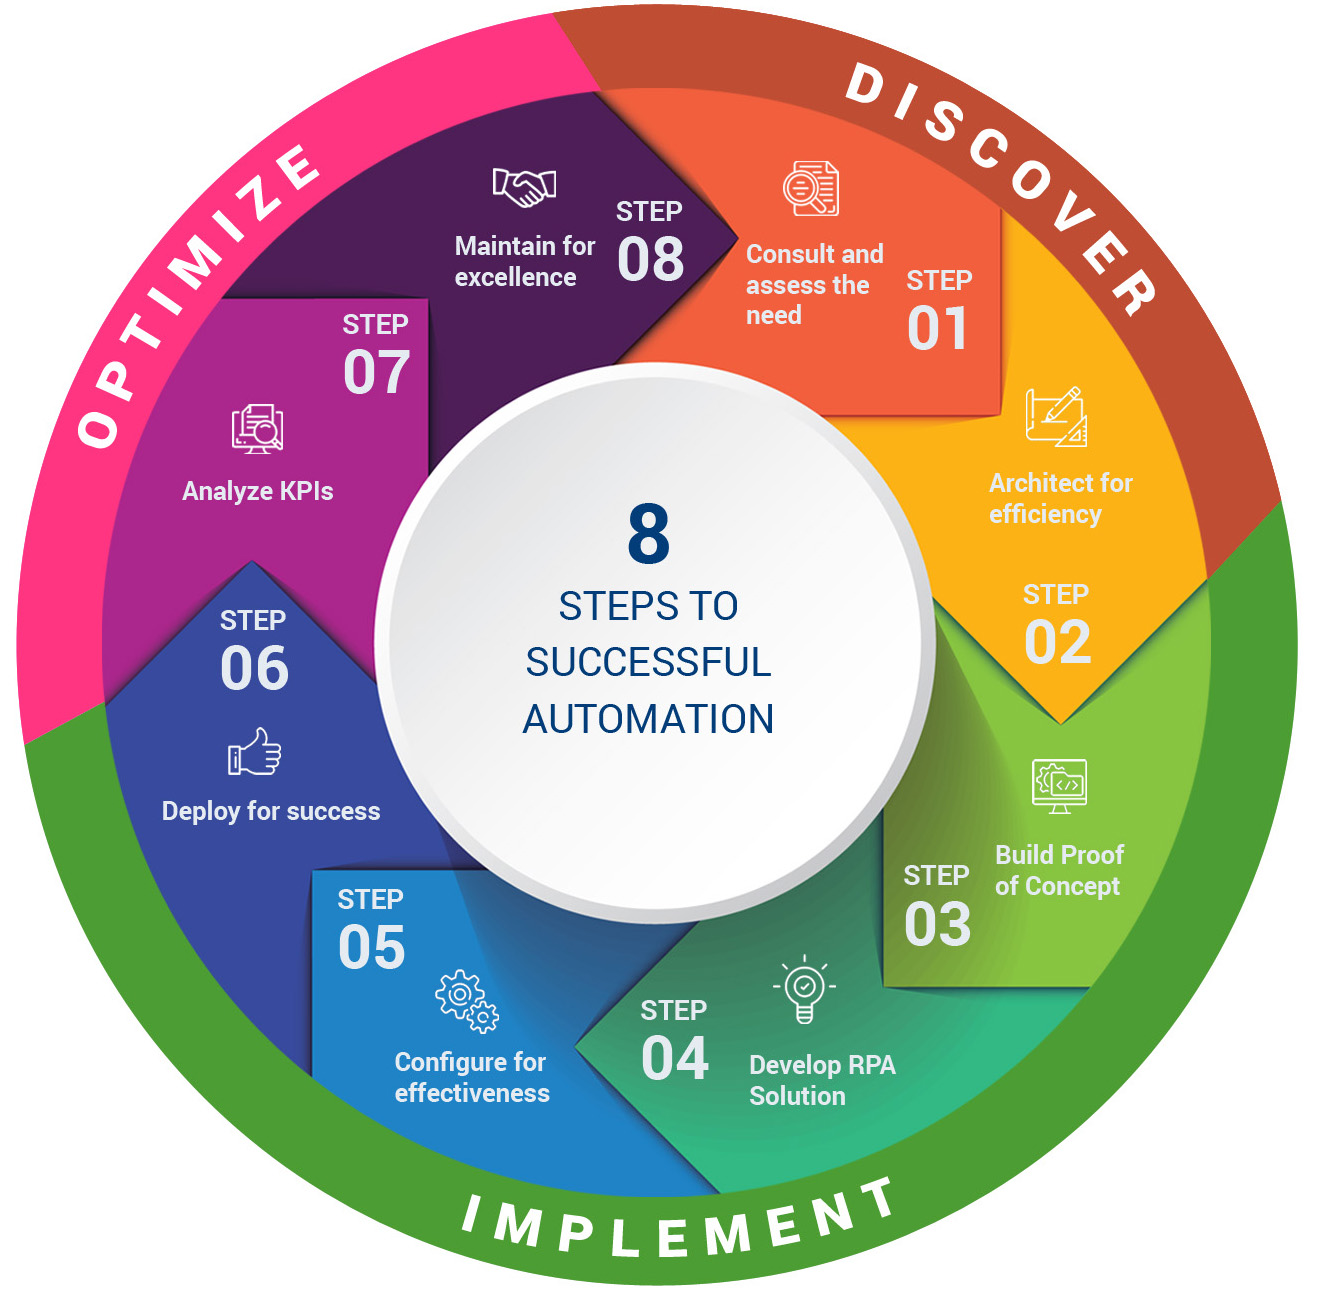 8
STEPS TO
SUCCESSFUL
AUTOMATION
DISCOVER
Consult and
assess the
need
STEP
01
Architect for
efficiency
STEP
02
IMPLEMENT
Build Proof
of Concept
STEP
03
STEP
04
Develop RPA
Solution
STEP
05
Configure for
effectiveness
STEP
06
Deploy for success
OPTIMIZE
STEP
07
Analyze KPIs
Maintain for
excellence
STEP
08